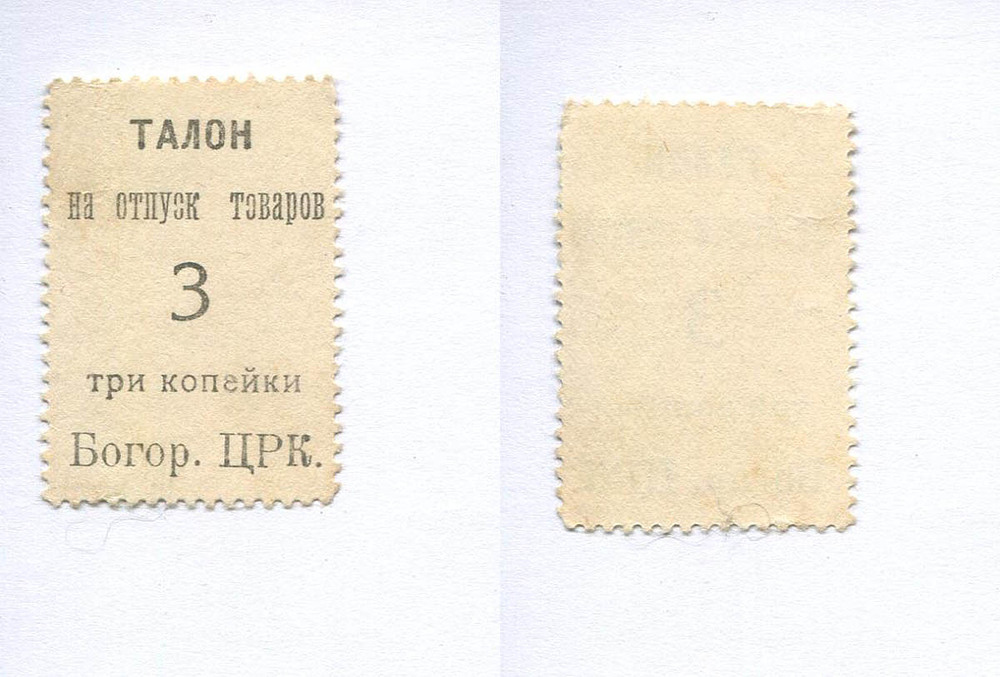 ТАЛОН
на отпуск товаров
3
три копейки
Богор. ЦРК.